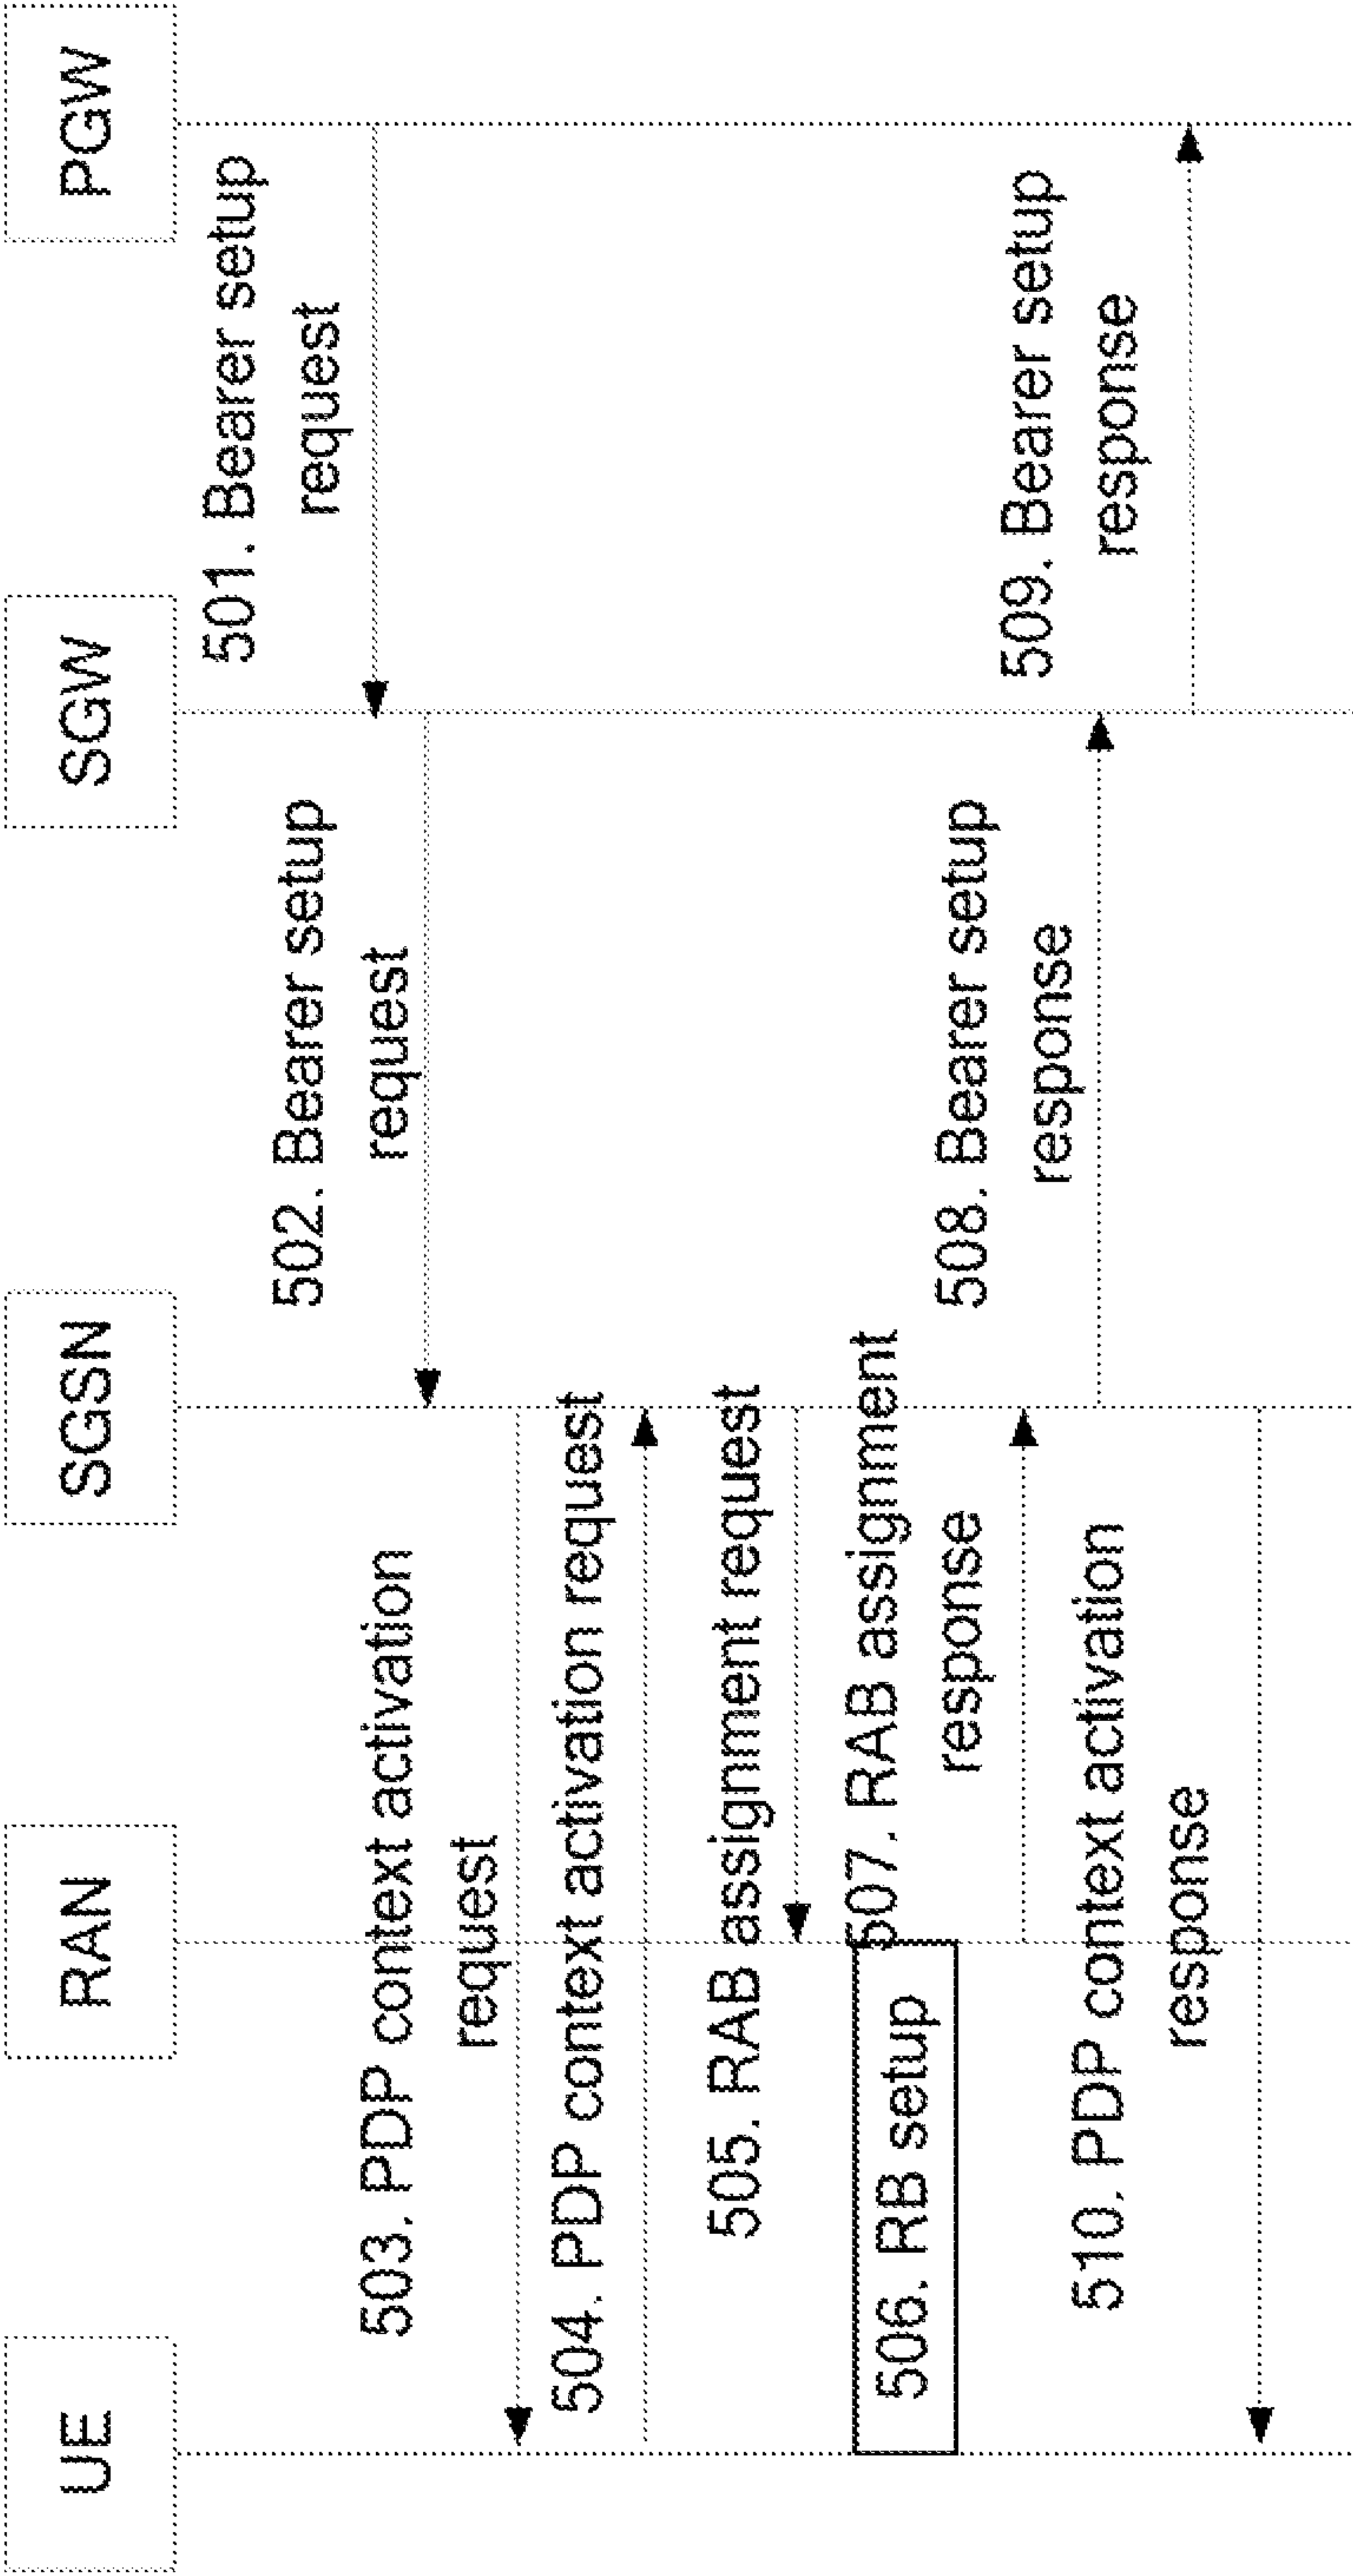 UE
RAN
SGSN
SGW
PGW
501. Bearer setup
request
502. Bearer setup
request
503. PDP context activation
request
504. PDP context activation request
505. RAB assignment request
506. RB setup
507. RAB assignment
response
508. Bearer setup
response
509. Bearer setup
response
510. PDP context activation
response